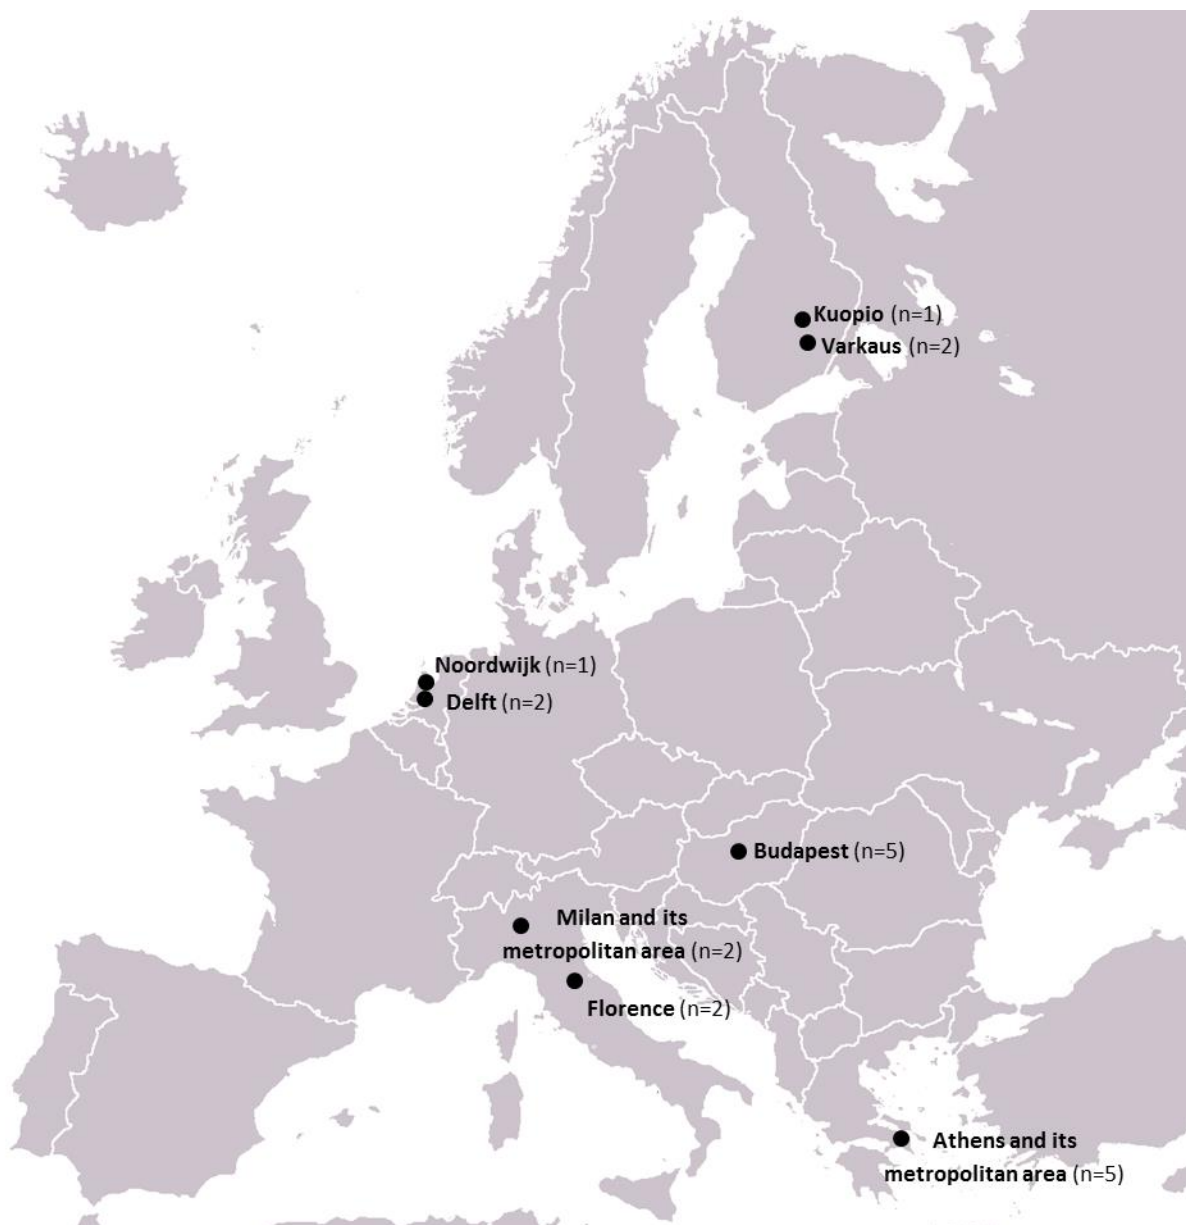 Kuopio (n=1)
Varkaus (n=2)
Noordwijk (n=1)
Delft (n=2)
Budapest (n=5)
Milan and its
metropolitan area (n=2)
Florence (n=2)
Athens and its
metropolitan area (n=5)